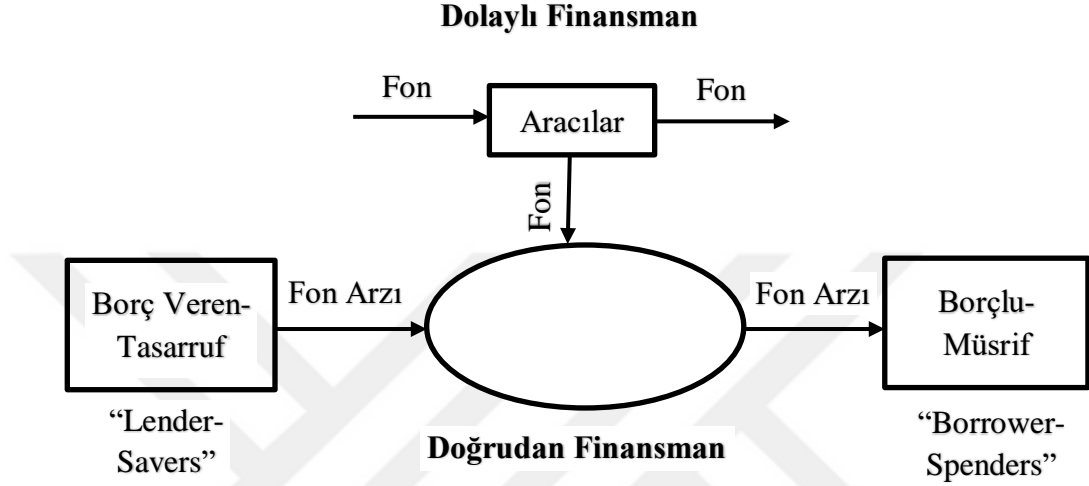 Dolaylı Finansman
Fon
Aracılar
Fon
Fon
Borç Veren-
Tasarruf
Fon Arzı
Fon Arzı
Borçlu-
Müsrif
“Lender-
Savers”
Doğrudan Finansman
“Borrower-
Spenders”